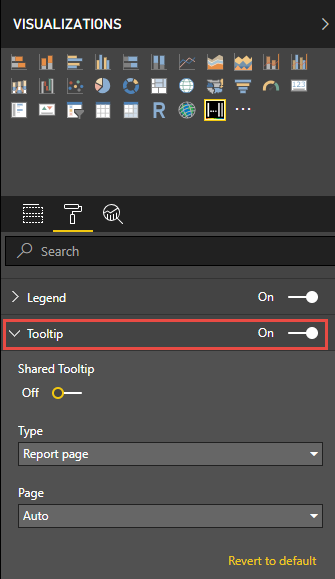 VISUALIZATIONS
R
Search
Legend On
Tooltip On
Shared Tooltip
Off
Type
Report page
Page
Auto
Revert to default